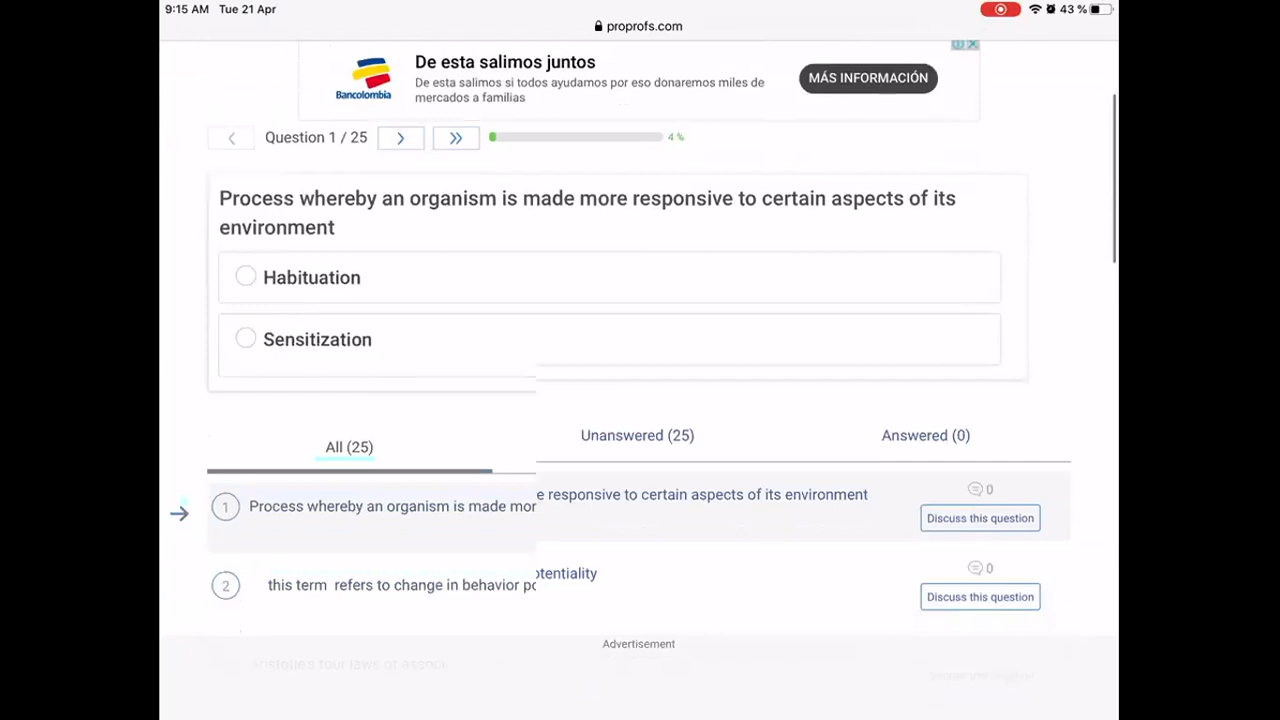 9:15 AM Tue 21 Apr
43 %
proprofs.com
De esta salimos juntos
De esta salimos si todos ayudamos por eso donaremos miles de
mercados a familias
Bancolombia
MÁS INFORMACIÓN
Question 1 / 25
4 %
Process whereby an organism is made more responsive to certain aspects of its
environment
Habituation
Sensitization
All (25)
Unanswered (25)
Answered (0)
1 Process whereby an organism is made mor
e responsive to certain aspects of its environment
0
Discuss this question
2 this term refers to change in behavior po
otentiality
0
Discuss this question
Advertisement
four laws of